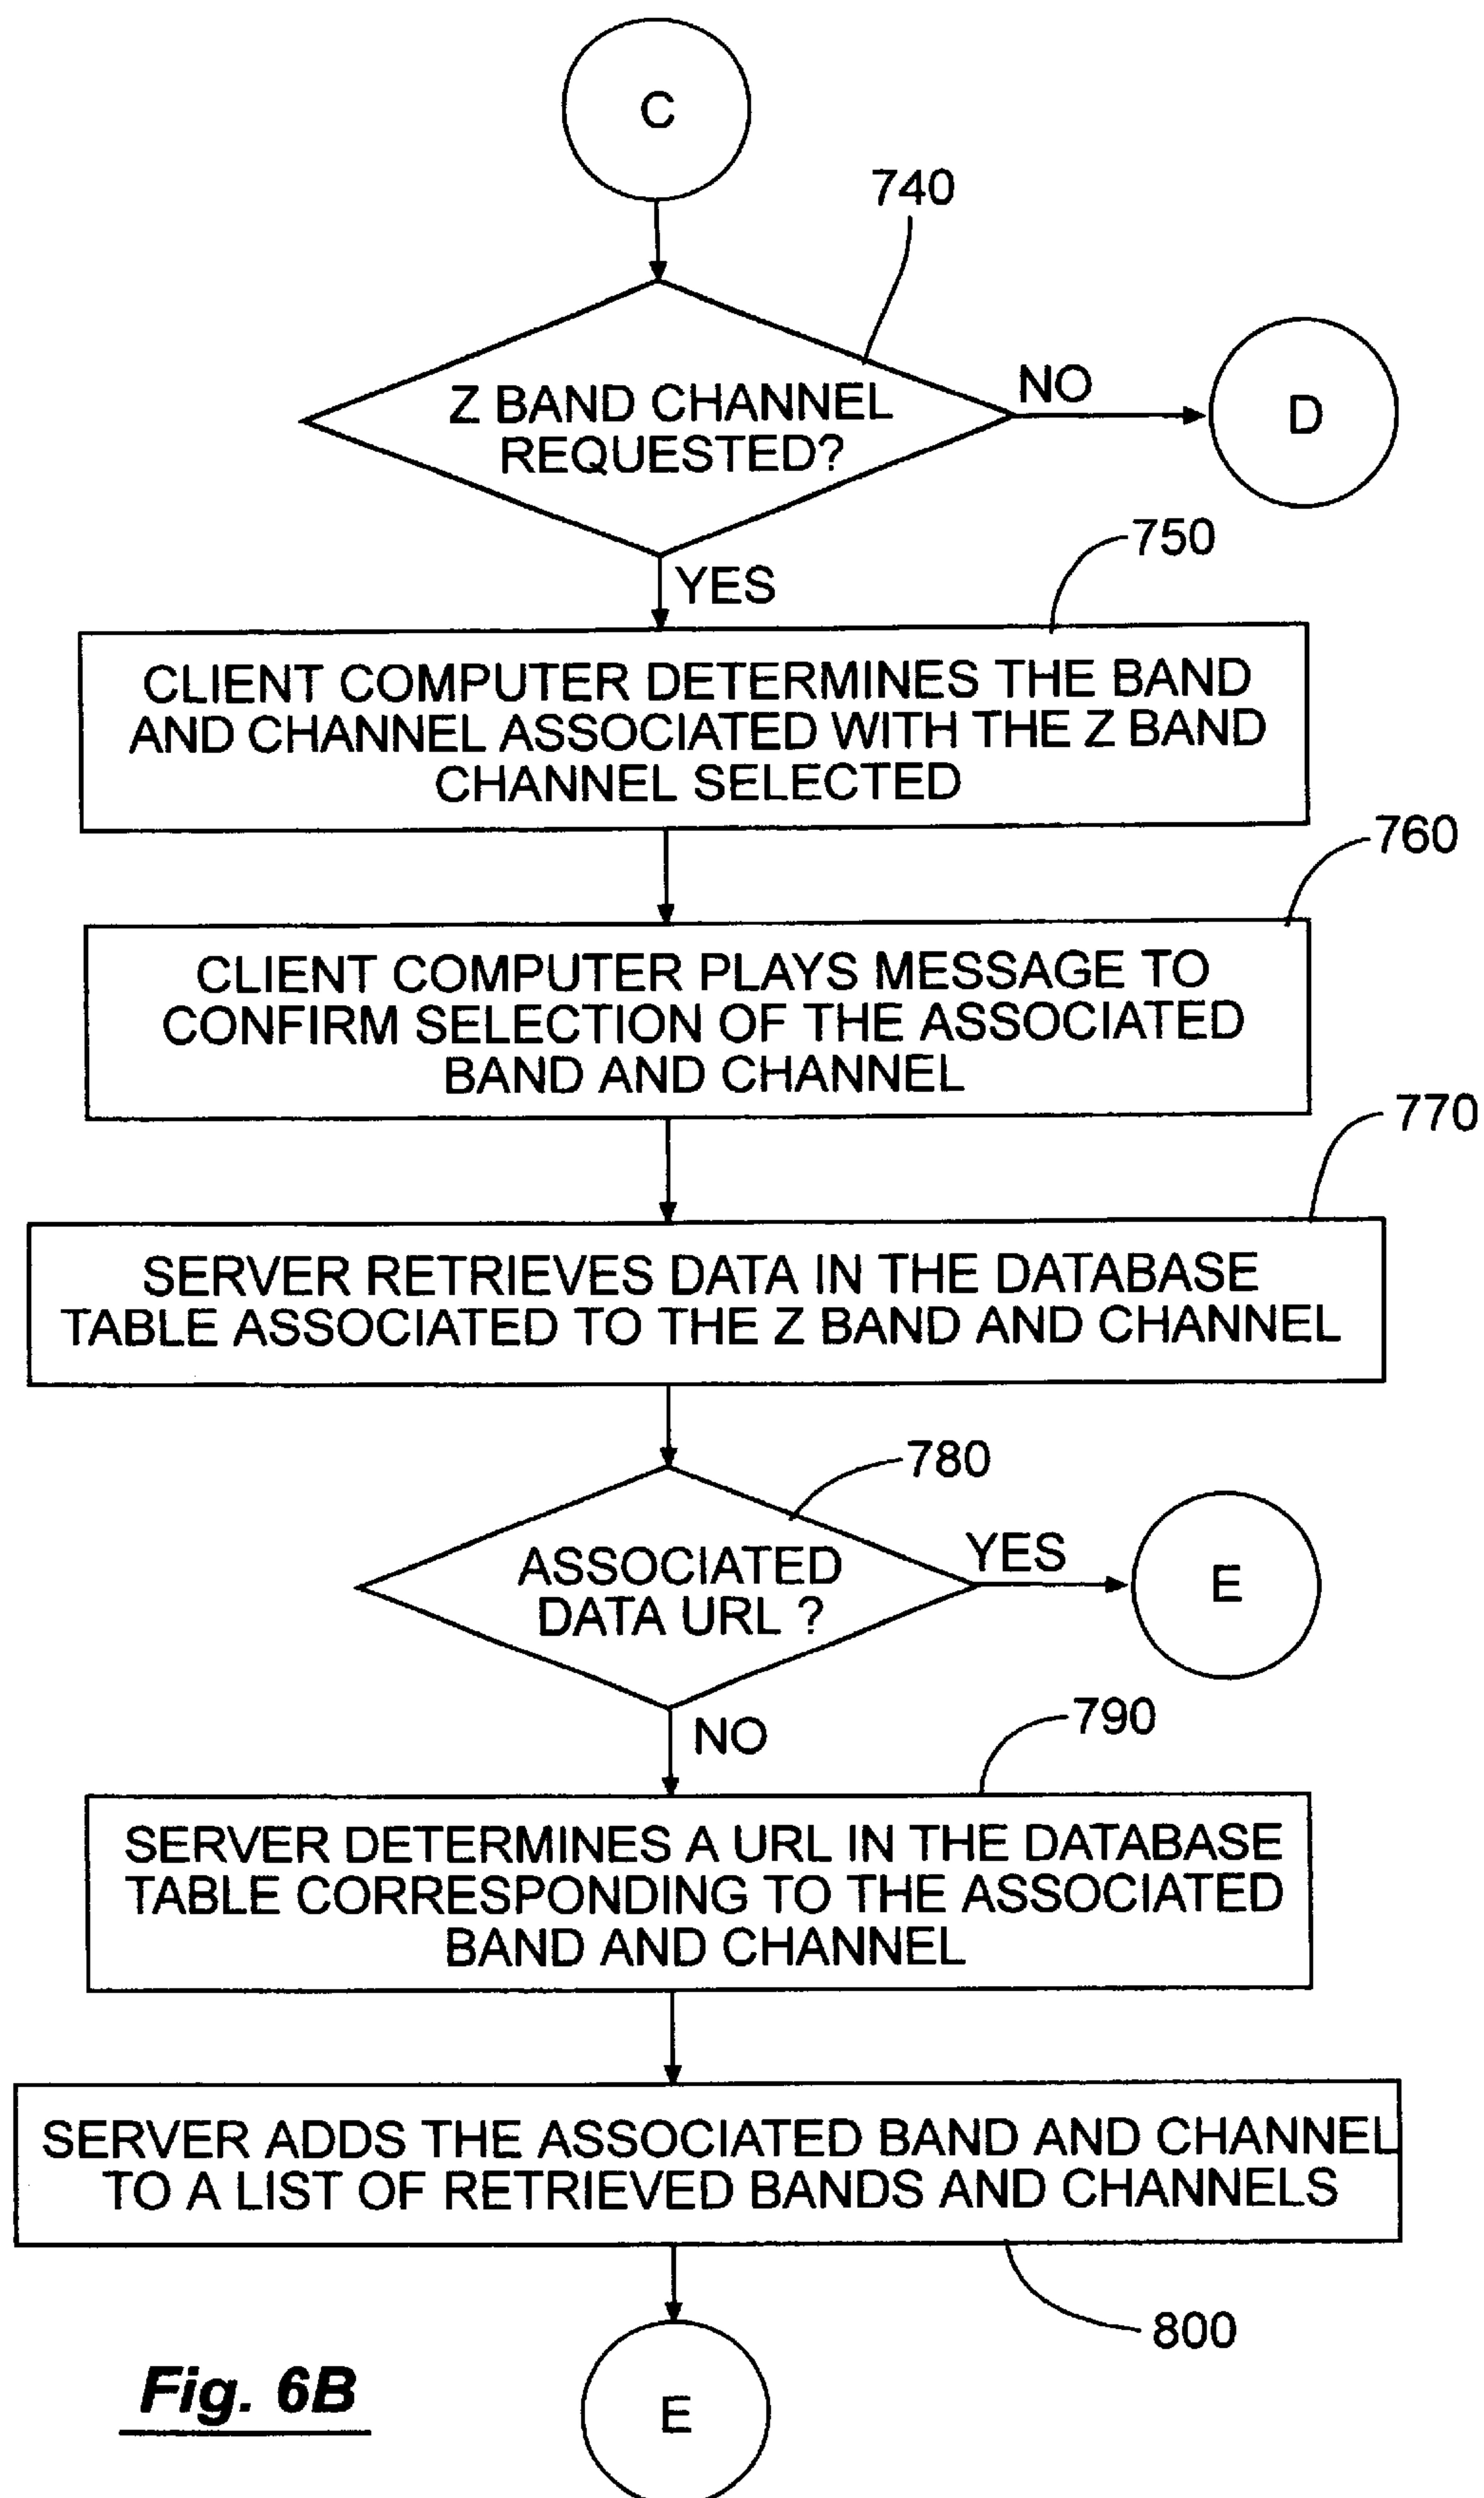 C
740
Z BAND CHANNEL
REQUESTED?
NO
D
YES
750
CLIENT COMPUTER DETERMINES THE BAND
AND CHANNEL ASSOCIATED WITH THE Z BAND
CHANNEL SELECTED
760
CLIENT COMPUTER PLAYS MESSAGE TO
CONFIRM SELECTION OF THE ASSOCIATED
BAND AND CHANNEL
770
SERVER RETRIEVES DATA IN THE DATABASE
TABLE ASSOCIATED TO THE Z BAND AND CHANNEL
780
ASSOCIATED
DATA URL ?
YES
E
NO
790
SERVER DETERMINES A URL IN THE DATABASE
TABLE CORRESPONDING TO THE ASSOCIATED
BAND AND CHANNEL
SERVER ADDS THE ASSOCIATED BAND AND CHANNEL
TO A LIST OF RETRIEVED BANDS AND CHANNELS
800
E
Fig. 6B